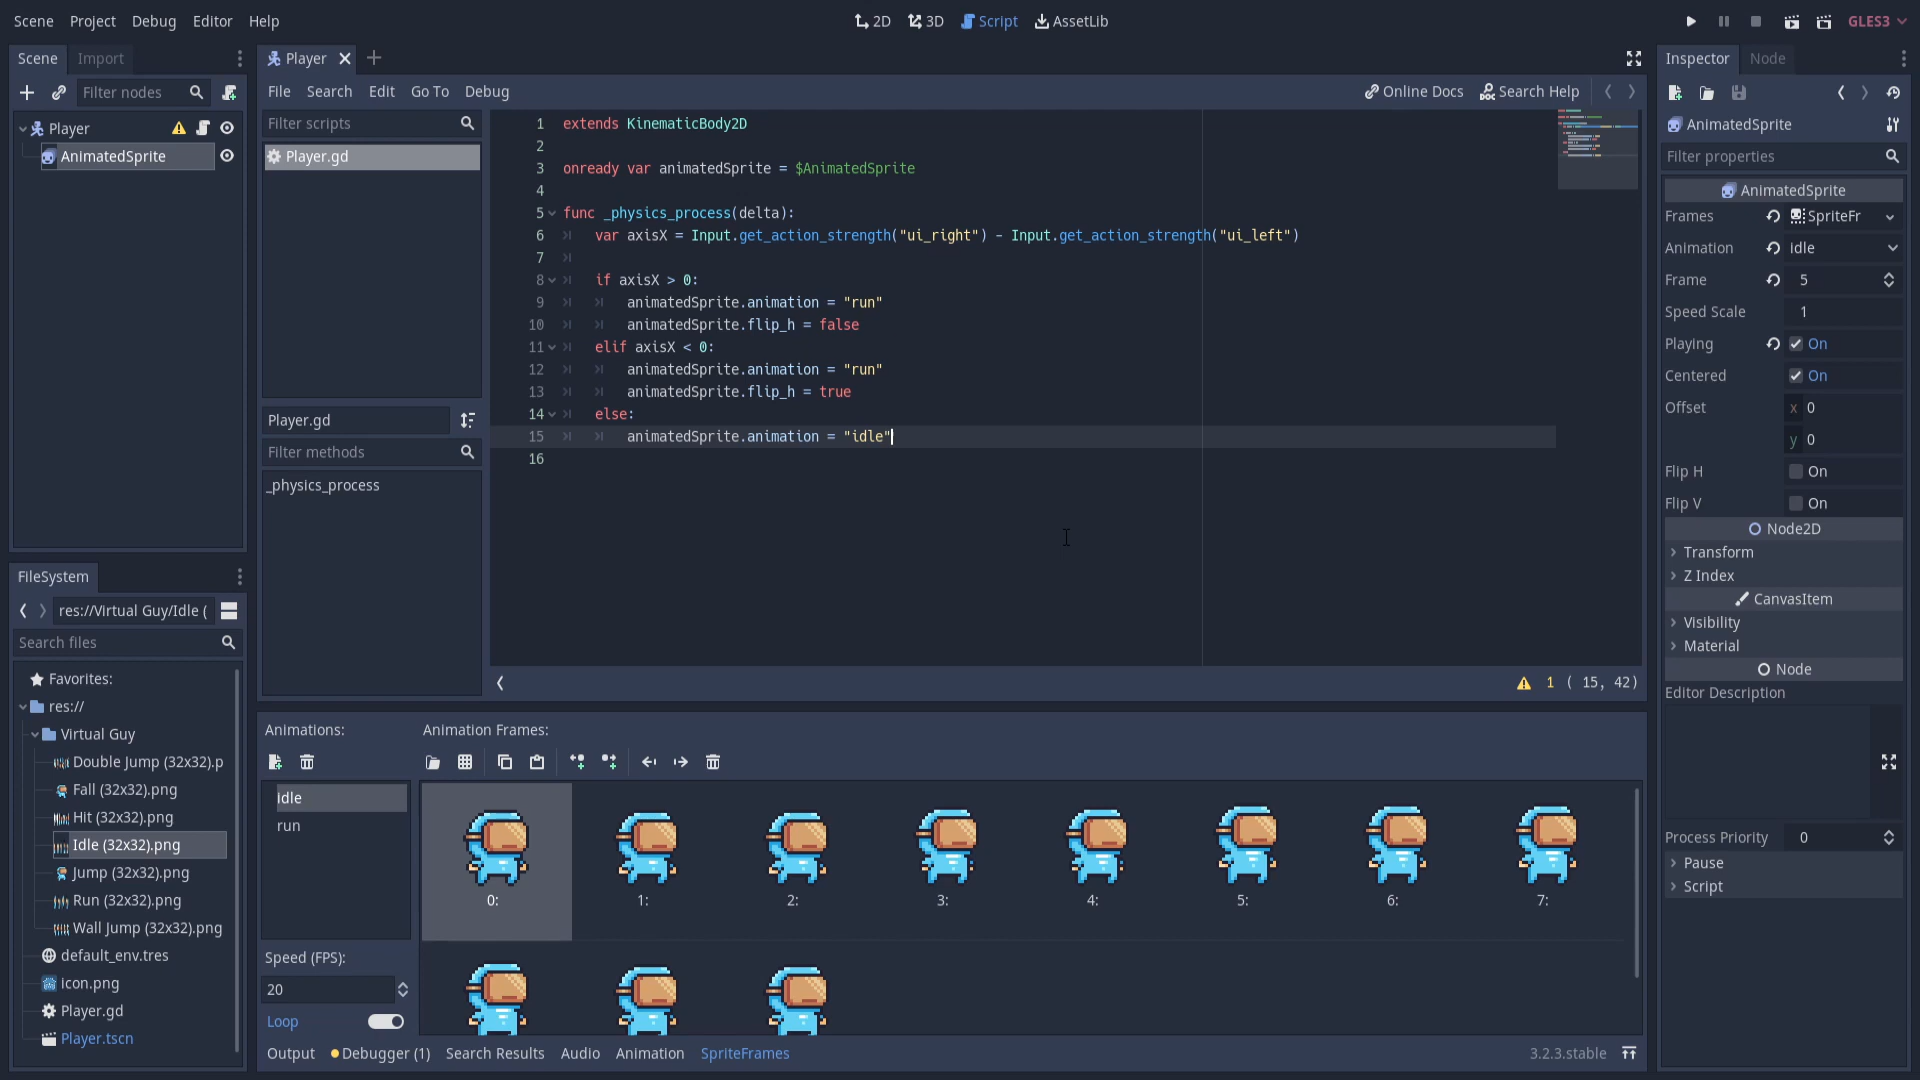 Scene Project Debug Editor Help
2D 3D Script AssetLib
GLES3
Scene Import
Filter nodes
Player
AnimatedSprite
Player
File Search Edit Go To Debug
Online Docs Search Help
Filter scripts
Player.gd
Player.gd
Filter methods
_physics_process
1 extends KinematicBody2D
2
3 onready var animatedSprite = $AnimatedSprite
4
5 func _physics_process(delta):
6 var axisX = Input.get_action_strength("ui_right") - Input.get_action_strength("ui_left")
7
8 if axisX > 0:
9 animatedSprite.animation = "run"
10 animatedSprite.flip_h = false
11 elif axisX < 0:
12 animatedSprite.animation = "run"
13 animatedSprite.flip_h = true
14 else:
15 animatedSprite.animation = "idle"
16
1 ( 15, 42)
FileSystem
res://Virtual Guy/Idle (
Search files
Favorites:
res://
Virtual Guy
Double Jump (32x32).p
Fall (32x32).png
Hit (32x32).png
Idle (32x32).png
Jump (32x32).png
Run (32x32).png
Wall Jump (32x32).png
default_env.tres
icon.png
Player.gd
Player.tscn
Animations:
idle
run
Speed (FPS):
20
Loop
Animation Frames:
0: 1: 2: 3: 4: 5: 6: 7:
Output Debugger (1) Search Results Audio Animation SpriteFrames
3.2.3.stable
Inspector Node
AnimatedSprite
Filter properties
AnimatedSprite
Frames SpriteFr
Animation idle
Frame 5
Speed Scale 1
Playing On
Centered On
Offset x 0
y 0
Flip H On
Flip V On
Node2D
Transform
Z Index
CanvasItem
Visibility
Material
Node
Editor Description
Process Priority 0
Pause
Script